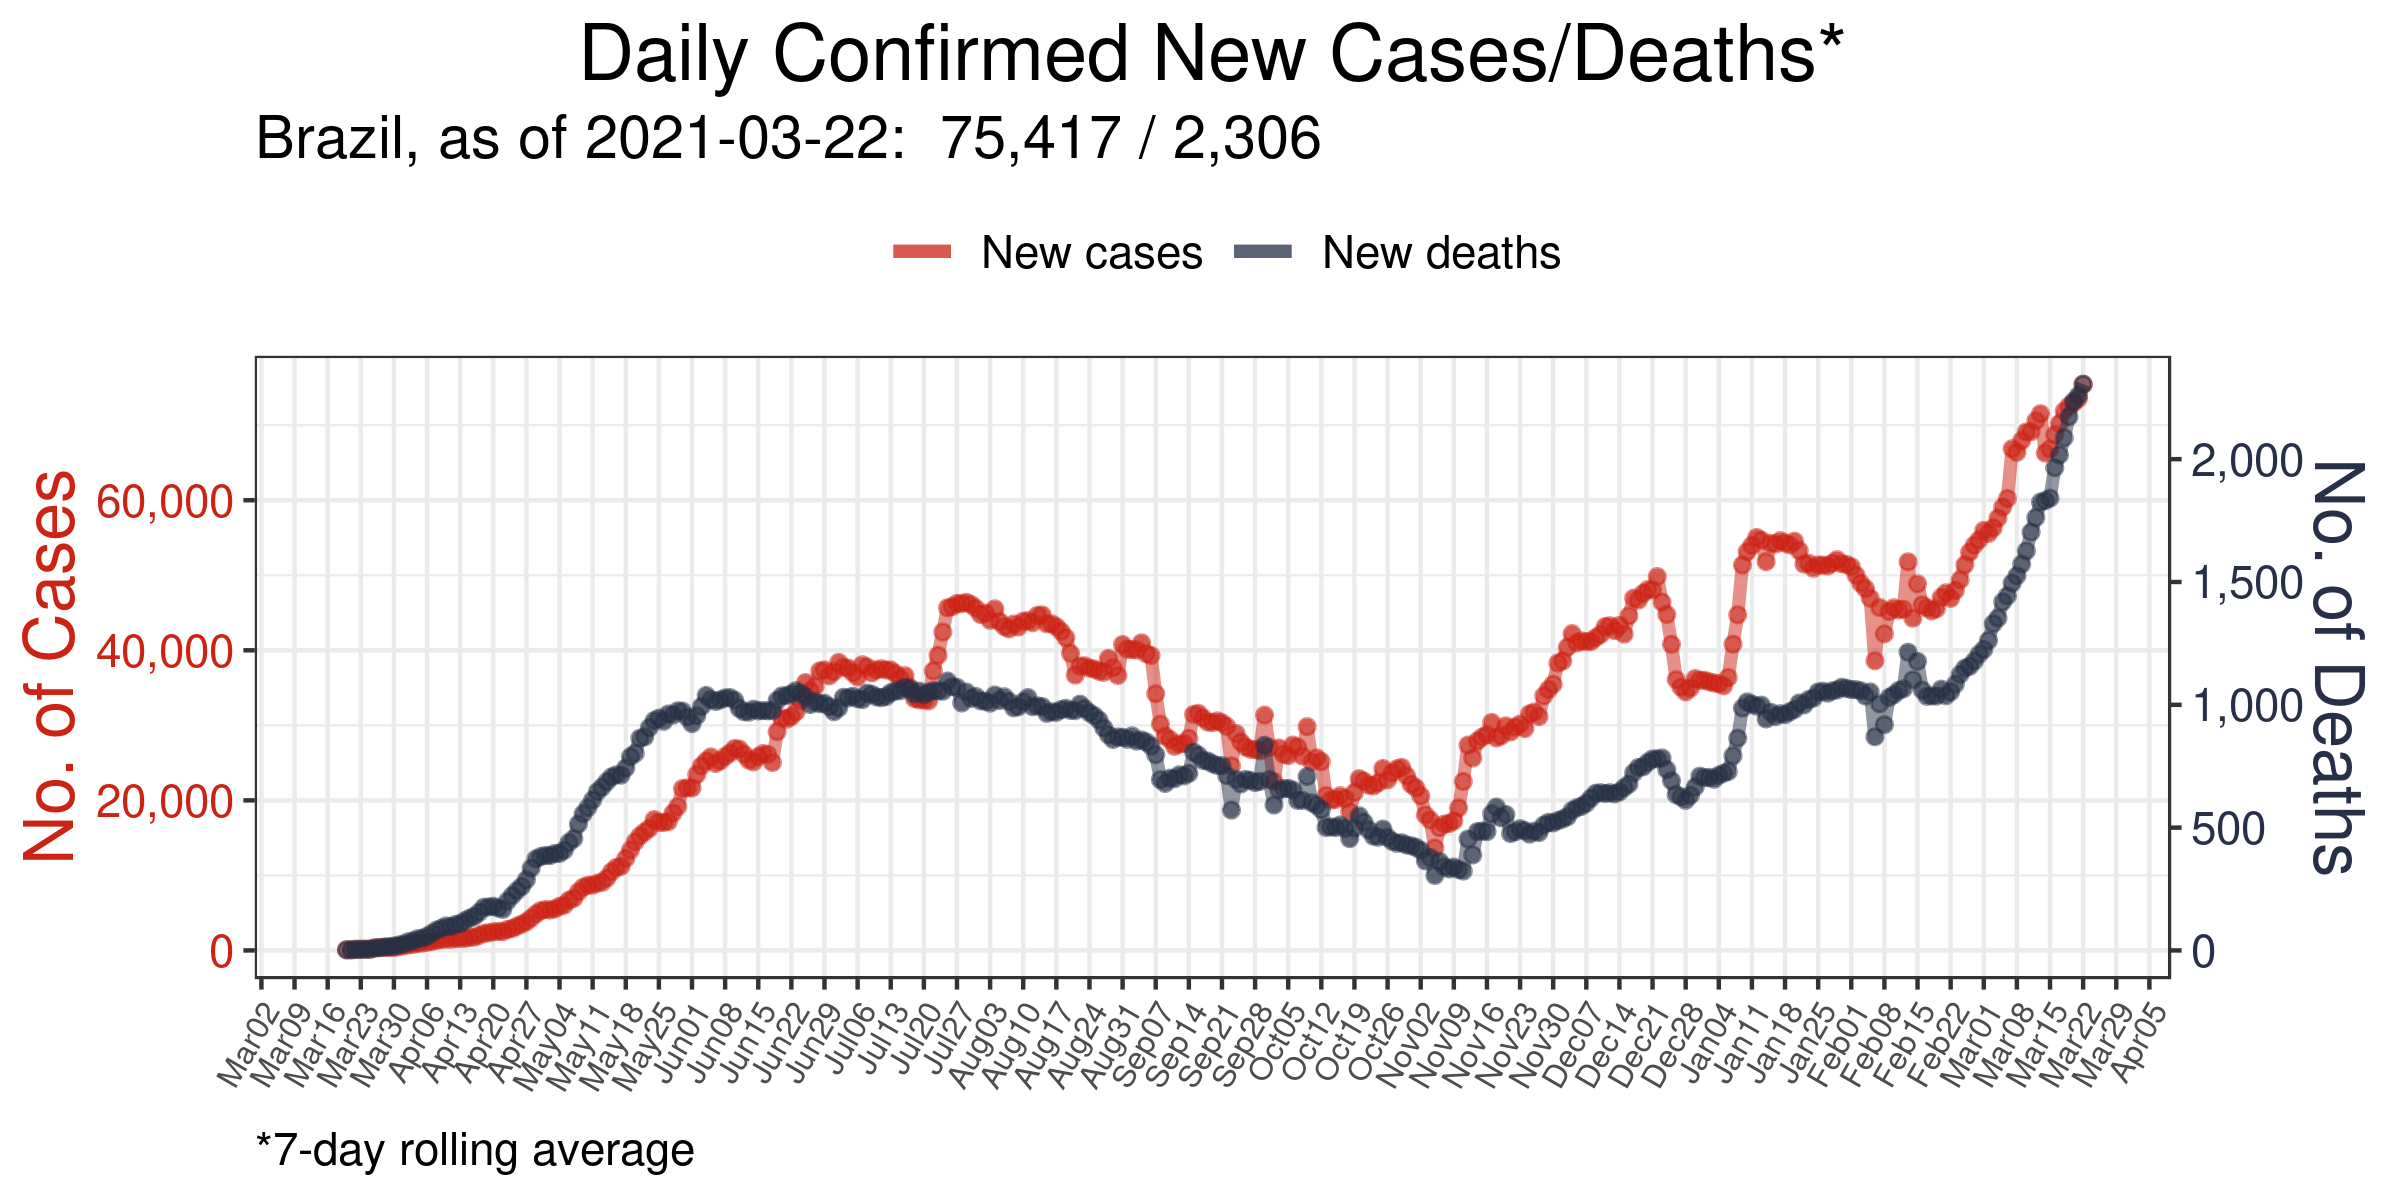 Daily Confirmed New Cases/Deaths*
Brazil, as of 2021-03-22:  75,417 / 2,306
New cases
New deaths
No. of Cases
60,000
40,000
20,000
0
2,000
1,500
1,000
500
0
No. of Deaths
Mar02
Mar09
Mar16
Mar23
Mar30
Apr06
Apr13
Apr20
Apr27
May04
May11
May18
May25
Jun01
Jun08
Jun15
Jun22
Jun29
Jul06
Jul13
Jul20
Jul27
Aug03
Aug10
Aug17
Aug24
Aug31
Sep07
Sep14
Sep21
Sep28
Oct05
Oct12
Oct19
Oct26
Nov02
Nov09
Nov16
Nov23
Nov30
Dec07
Dec14
Dec21
Dec28
Jan04
Jan11
Jan18
Jan25
Feb01
Feb08
Feb15
Feb22
Mar01
Mar08
Mar15
Mar22
Mar29
Apr05
*7-day rolling average